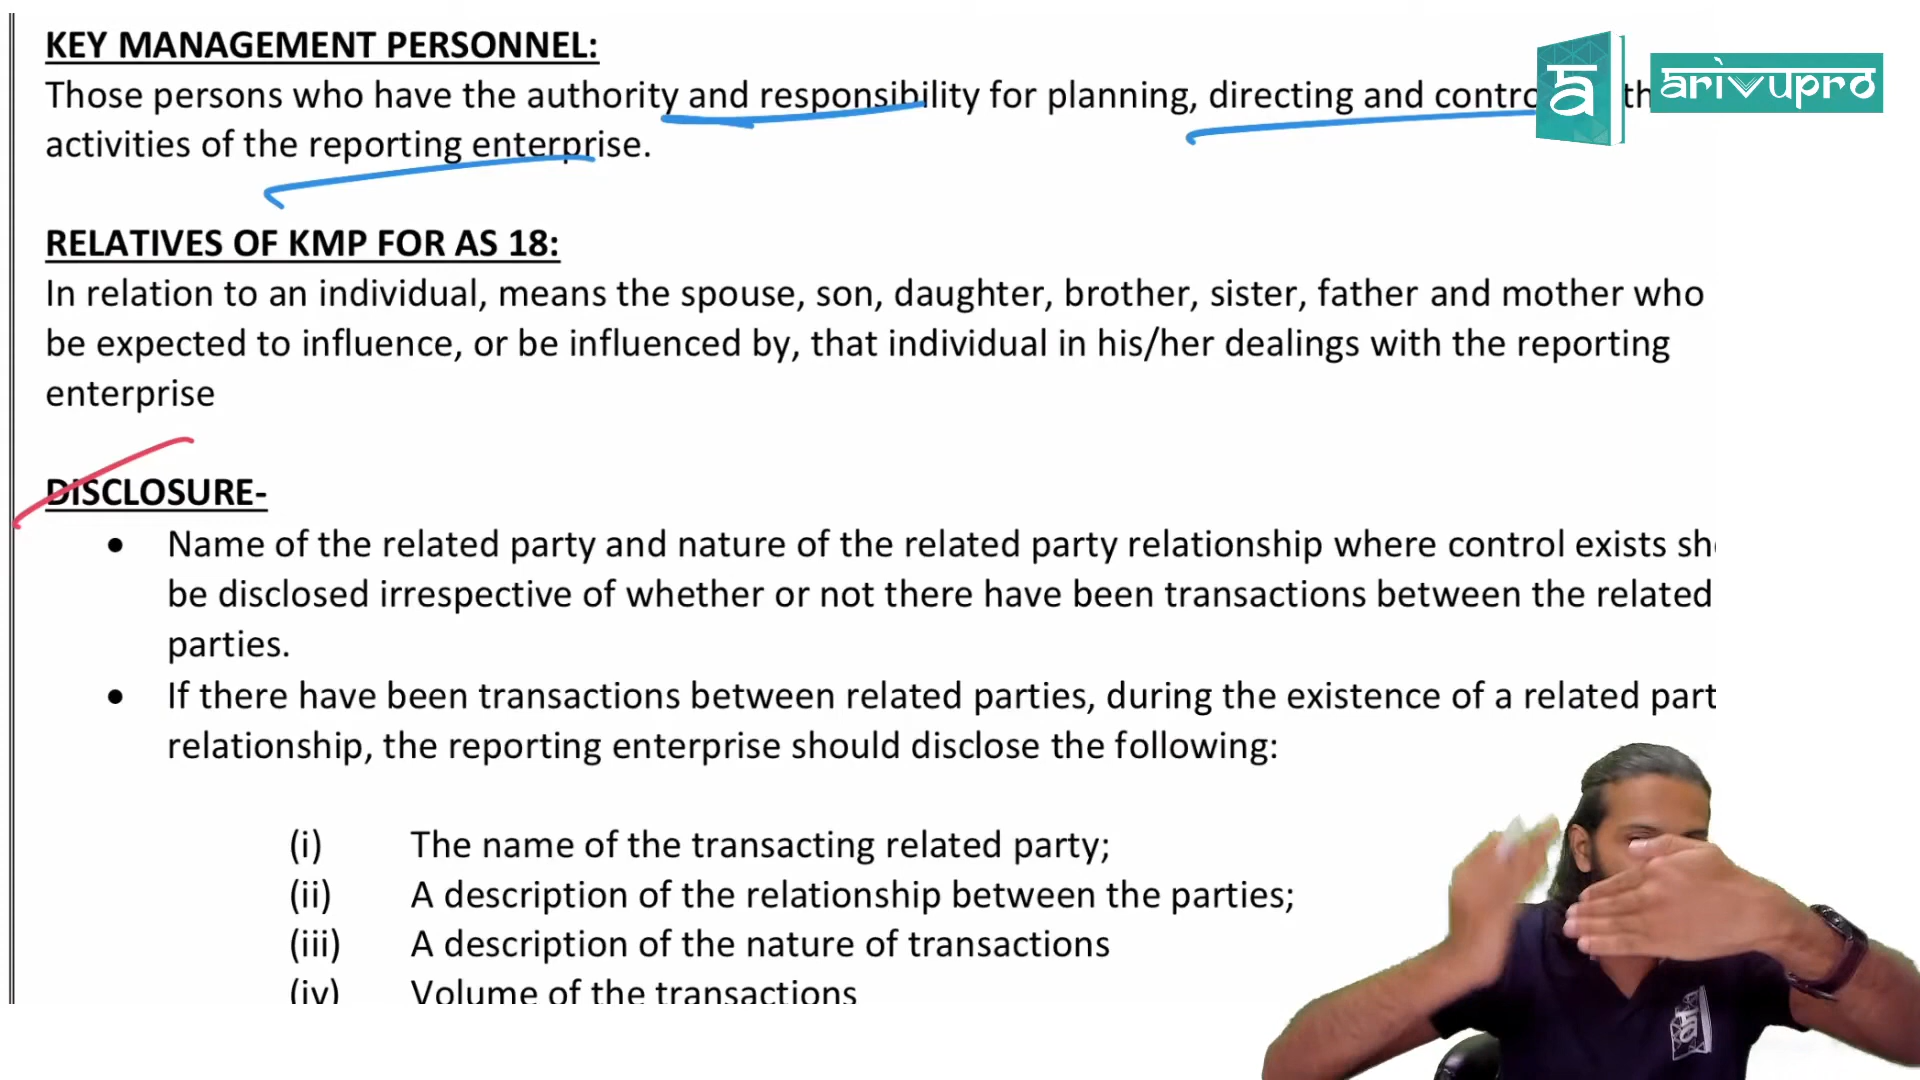 KEY MANAGEMENT PERSONNEL:
arivupro
Those persons who have the authority and responsibility for planning, directing and
activities of the reporting enterprise.
RELATIVES OF KMP FOR AS 18:
In relation to an individual, means the spouse, son, daughter, brother, sister, father and mother who
be expected to influence, or be influenced by, that individual in his/her dealings with the reporting
enterprise
DISCLOSURE-
• Name of the related party and nature of the related party relationship where control exists
be disclosed irrespective of whether or not there have been transactions between the related
parties.
• If there have been transactions between related parties, during the existence of a related part
relationship, the reporting enterprise should disclose the following:
(i) The name of the transacting related party;
(ii) A description of the relationship between the parties;
(iii) A description of the nature of transactions
(iv) Volume of the transactions